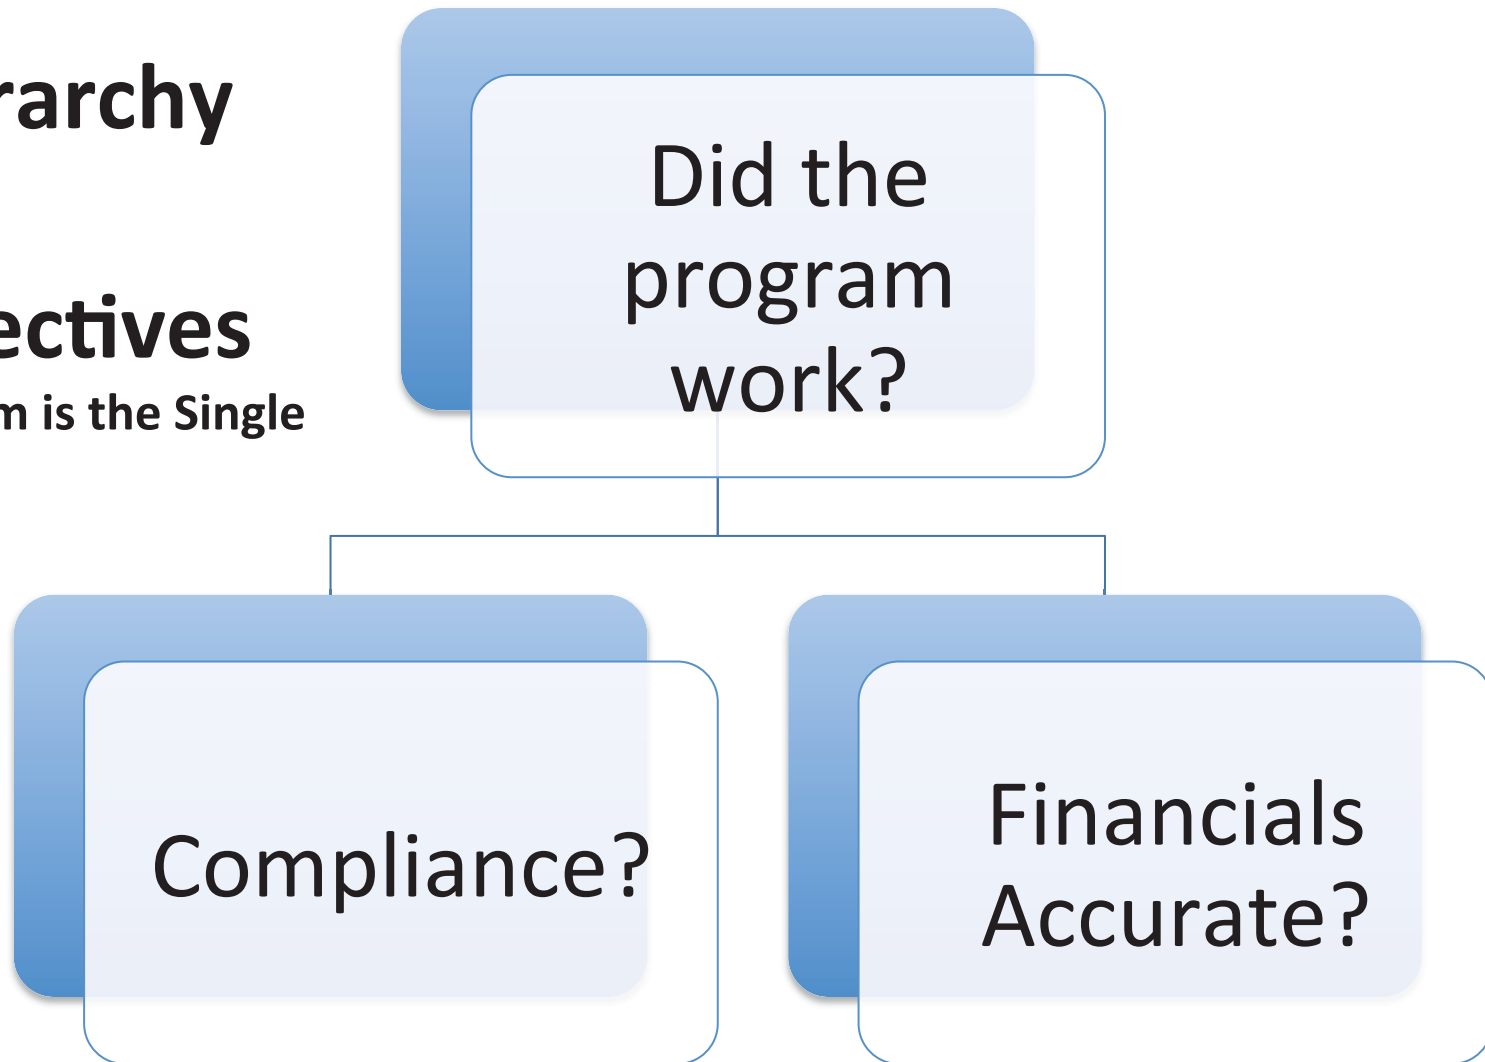 rarchy
ectives
m is the Single
Did the
program
work?
Compliance?
Financials
Accurate?